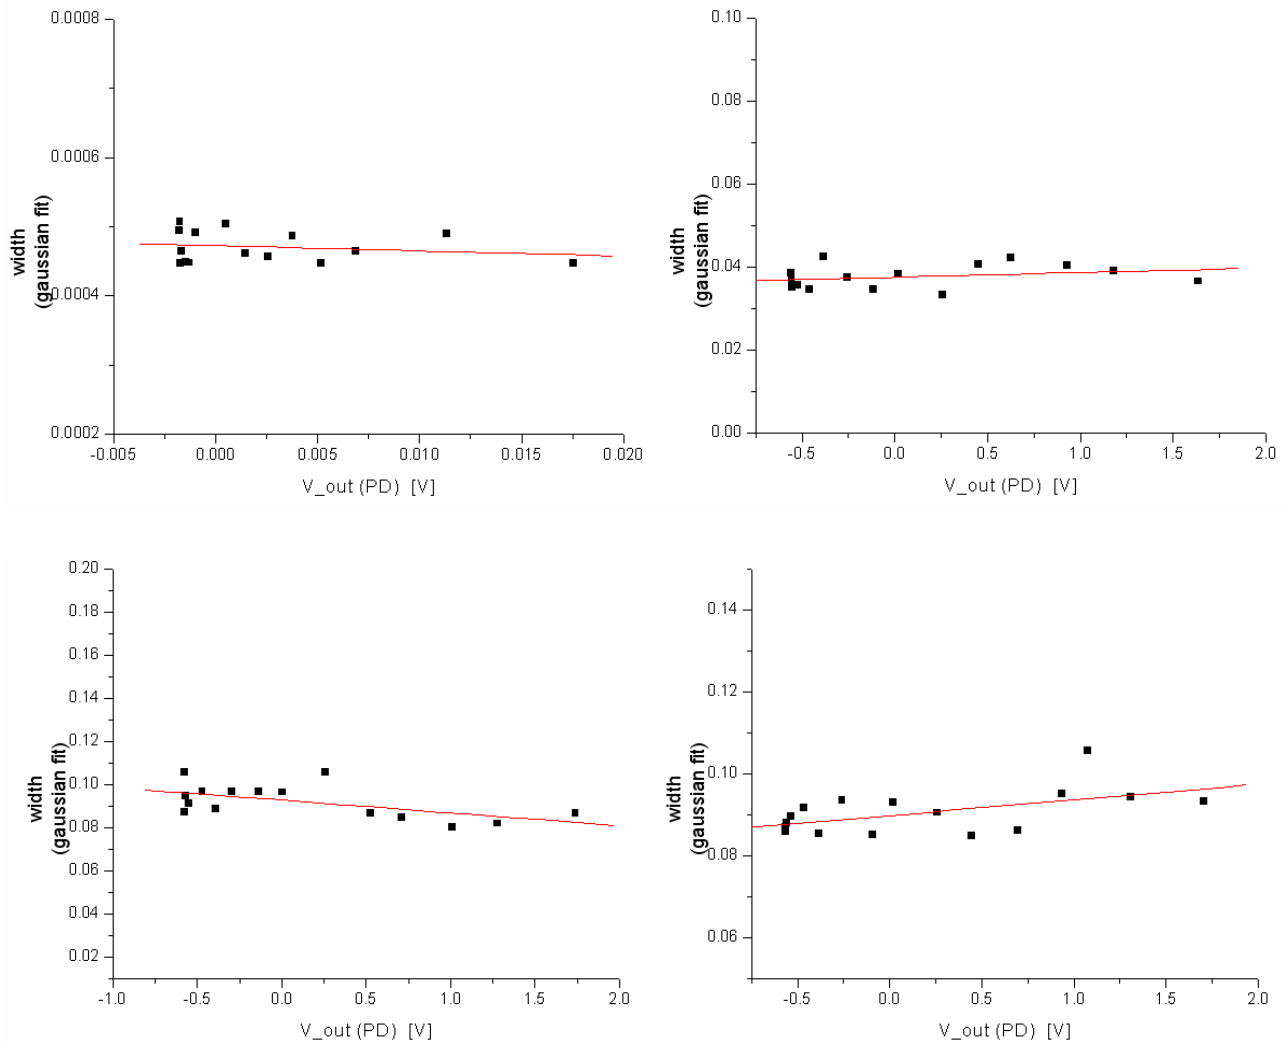 0.0008
0.0006
0.0004
0.0002
width
(gaussian fit)
-0.005 0.000 0.005 0.010 0.015 0.020
V_out (PD) [V]
0.10
0.08
0.06
0.04
0.02
0.00
width
(gaussian fit)
-0.5 0.0 0.5 1.0 1.5 2.0
V_out (PD) [V]
0.20
0.18
0.16
0.14
0.12
0.10
0.08
0.06
0.04
0.02
width
(gaussian fit)
-1.0 -0.5 0.0 0.5 1.0 1.5 2.0
V_out (PD) [V]
0.14
0.12
0.10
0.08
0.06
width
(gaussian fit)
-0.5 0.0 0.5 1.0 1.5 2.0
V_out (PD) [V]